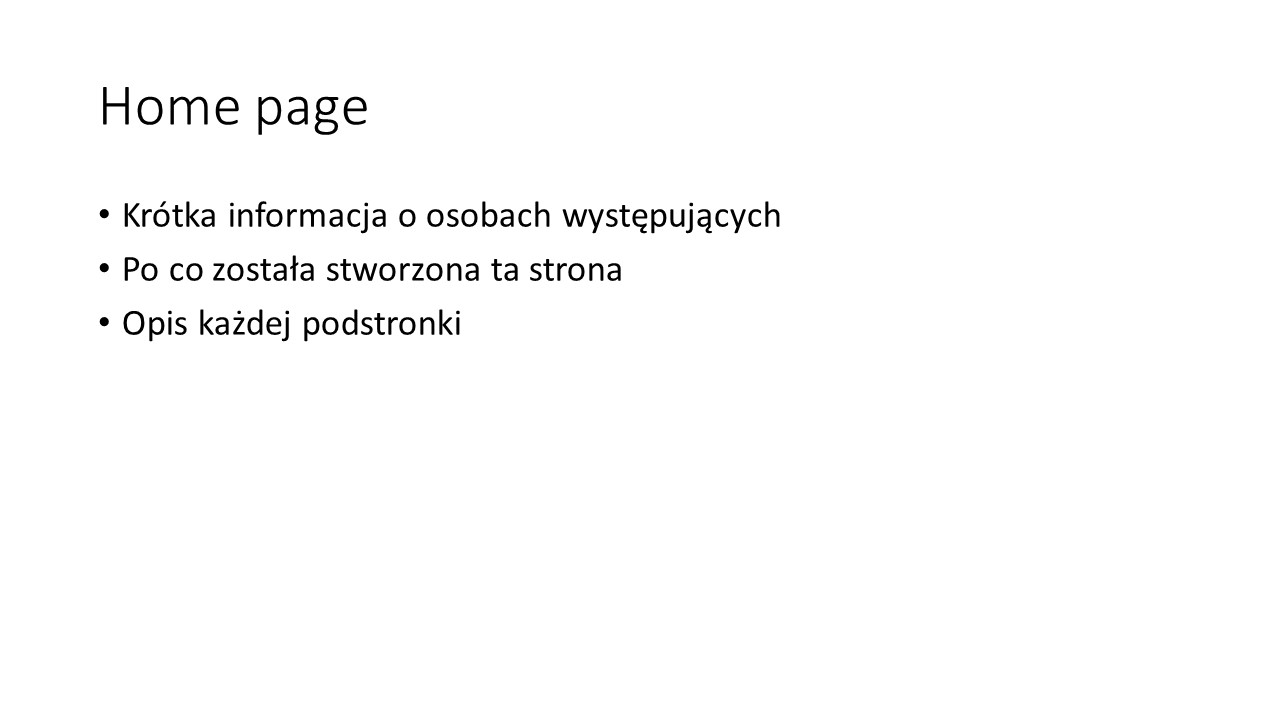 Home page
• Krótka informacja o osobach występujących
• Po co została stworzona ta strona
• Opis każdej podstronki